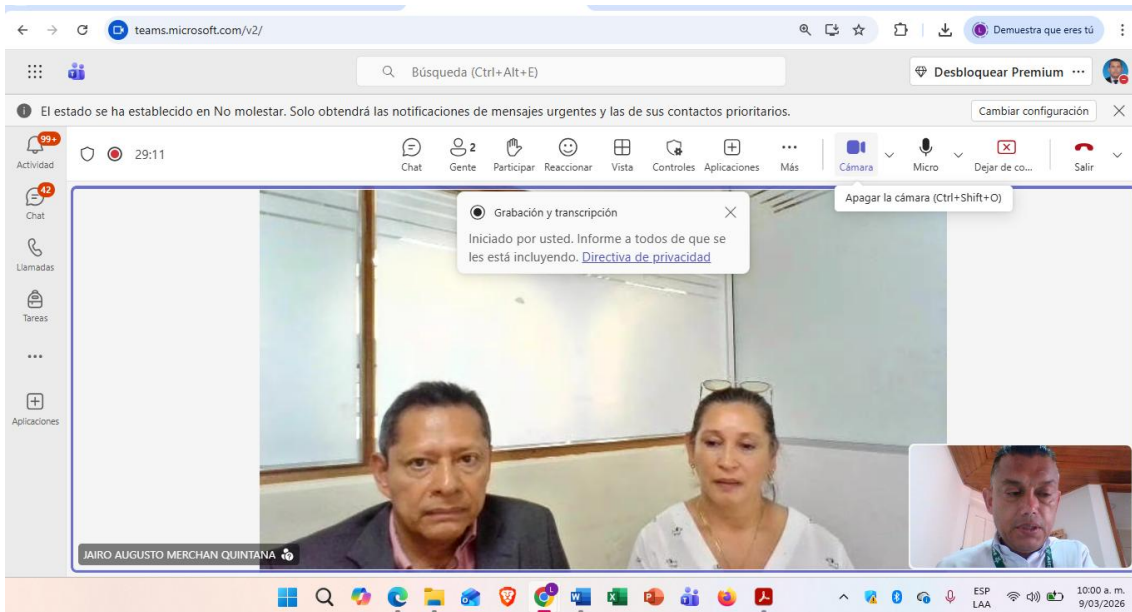 teams.microsoft.com/v2/
Demuestra que eres tú
Búsqueda (Ctrl+Alt+E)
Desbloquear Premium
El estado se ha establecido en No molestar. Solo obtendrá las notificaciones de mensajes urgentes y las de sus contactos prioritarios.
Cambiar configuración
99+
Actividad
29:11
Chat
2
Gente
Participar
Reaccionar
Vista
Controles
Aplicaciones
Más
Cámara
Micro
Dejar de co...
Salir
42
Chat
Apagar la cámara (Ctrl+Shift+O)
Grabación y transcripción
Iniciado por usted. Informe a todos de que se
les está incluyendo. Directiva de privacidad
Llamadas
Tareas
Aplicaciones
JAIRO AUGUSTO MERCHAN QUINTANA
ESP
LAA
10:00 a. m.
9/03/2026